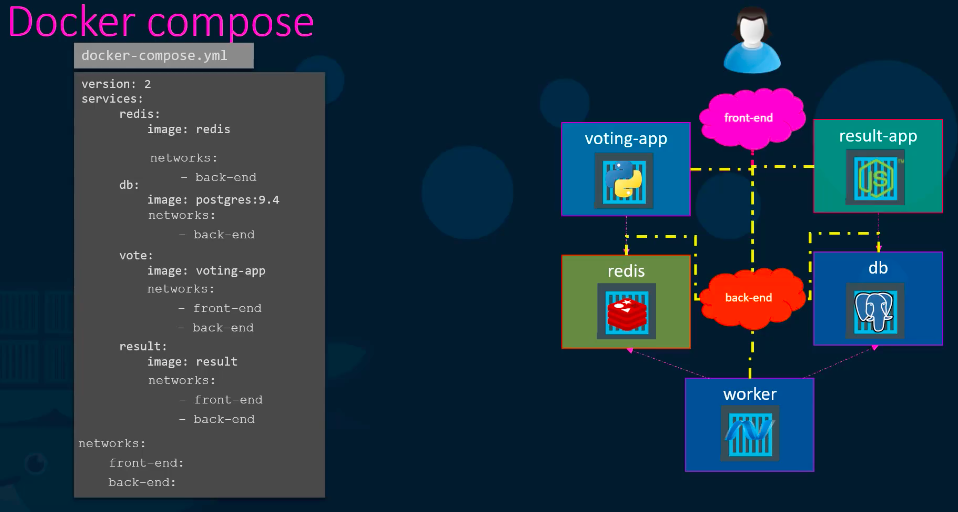 Docker compose
docker-compose.yml
version: 2
services:
redis:
image: redis
networks:
- back-end
db:
image: postgres:9.4
networks:
- back-end
vote:
image: voting-app
networks:
- front-end
- back-end
result:
image: result
networks:
- front-end
- back-end
networks:
front-end:
back-end:
front-end
voting-app
result-app
JS
redis
back-end
db
worker